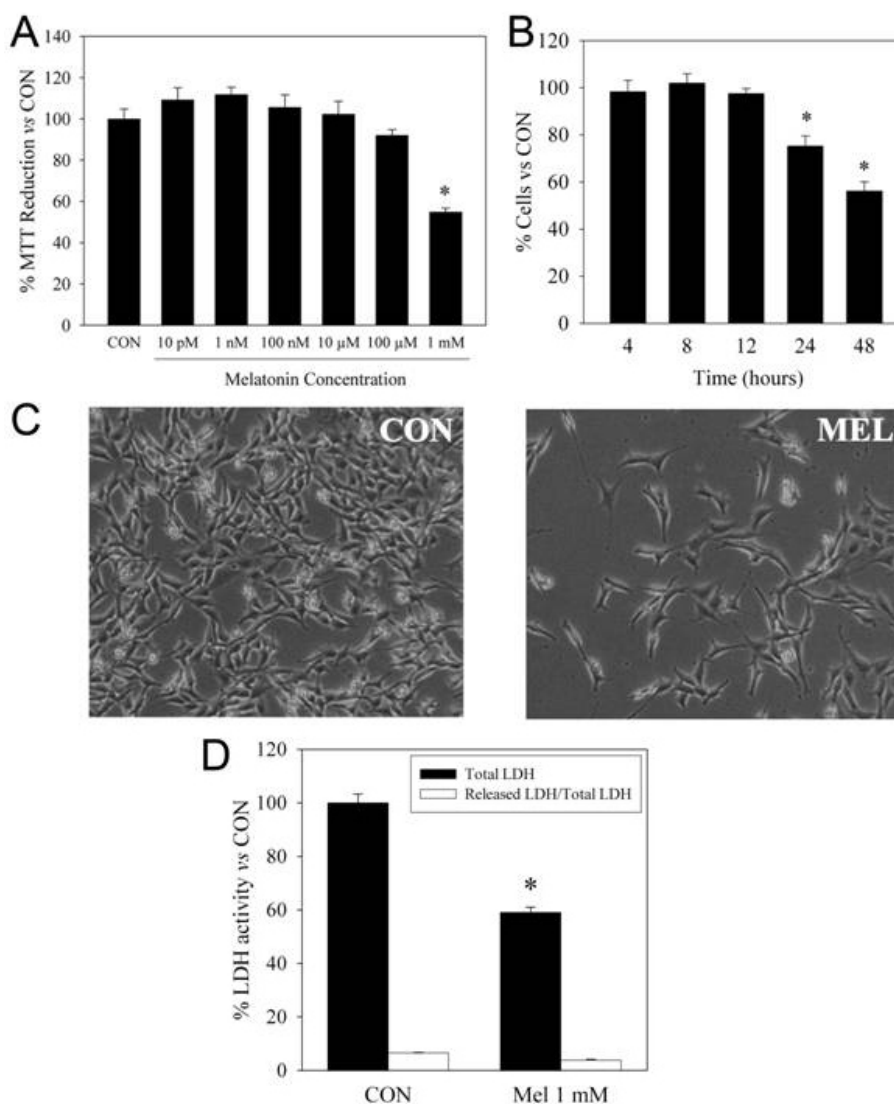 A
% MTT Reduction vs CON
140
120
100
80
60
40
20
0
CON 10 pM 1 nM 100 nM 10 µM 100 µM 1 mM
*
Melatonin Concentration
B
% Cells vs CON
120
100
80
60
40
20
0
* *
4 8 12 24 48
Time (hours)
C
CON
MEL
D
% LDH activity vs CON
120
100
80
60
40
20
0
Total LDH
Released LDH/Total LDH
*
CON Mel 1 mM